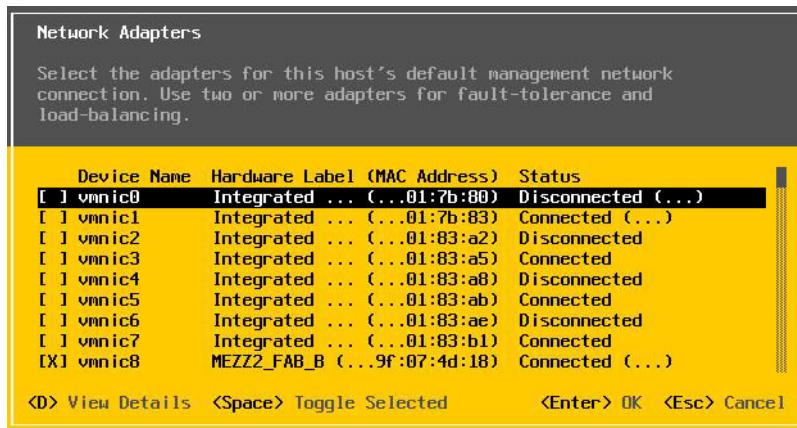 Network Adapters
Select the adapters for this host's default management network
connection. Use two or more adapters for fault-tolerance and
load-balancing.
Device Name Hardware Label (MAC Address) Status
[ ] vmnic0 Integrated ... (...01:7b:80) Disconnected (...)
[ ] vmnic1 Integrated ... (...01:7b:83) Connected (...)
[ ] vmnic2 Integrated ... (...01:83:a2) Disconnected
[ ] vmnic3 Integrated ... (...01:83:a5) Connected
[ ] vmnic4 Integrated ... (...01:83:a8) Disconnected
[ ] vmnic5 Integrated ... (...01:83:ab) Connected
[ ] vmnic6 Integrated ... (...01:83:ae) Disconnected
[ ] vmnic7 Integrated ... (...01:83:b1) Connected
[X] vmnic8 MEZZ2_FAB_B (...9f:07:4d:18) Connected (...)
<D> View Details <Space> Toggle Selected <Enter> OK <Esc> Cancel